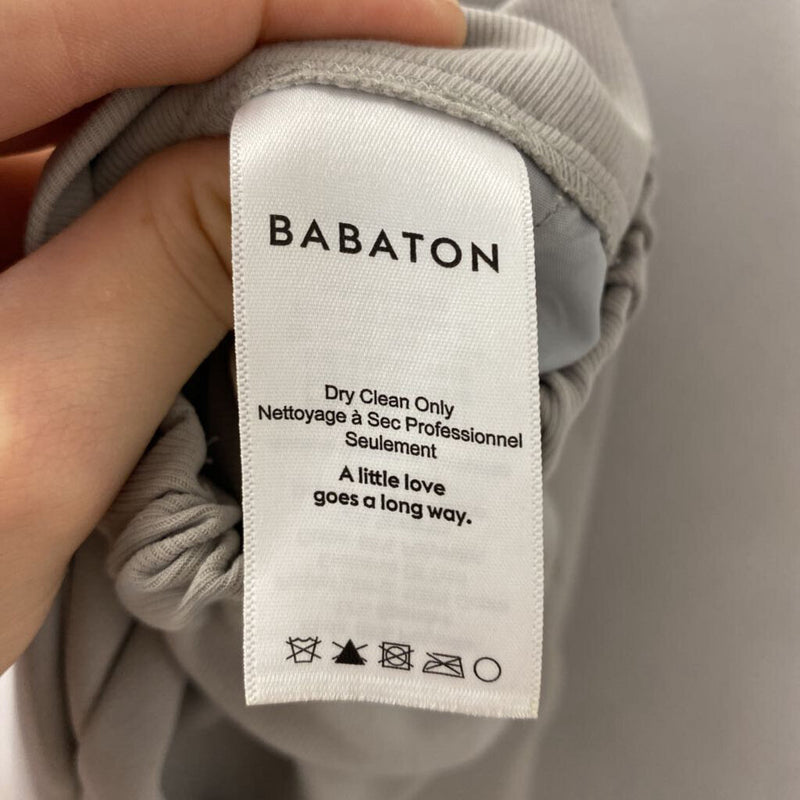 BABATON
Dry Clean Only
Nettoyage à Sec Professionnel
Seulement
A little love
goes a long way.